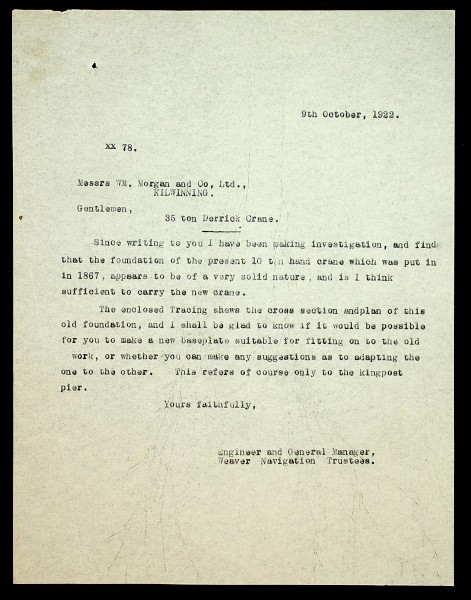 9th October, 1922.
xx 78.
Messrs WM. Morgan and Co, Ltd.,
KILWINNING.
Gentlemen,
35 ton Derrick Crane.
Since writing to you I have been making investigation, and find
that the foundation of the present 10 ton hand crane which was put in
in 1867, appears to be of a very solid nature, and is I think
sufficient to carry the new crane.
The enclosed Tracing shews the cross section andplan of this
old foundation, and I shall be glad to know if it would be possible
for you to make a new baseplate suitable for fitting on to the old
work, or whether you can make any suggestions as to adapting the
one to the other. This refers of course only to the kingpost
pier.
Yours faithfully,
Engineer and General Manager,
Weaver Navigation Trustees.